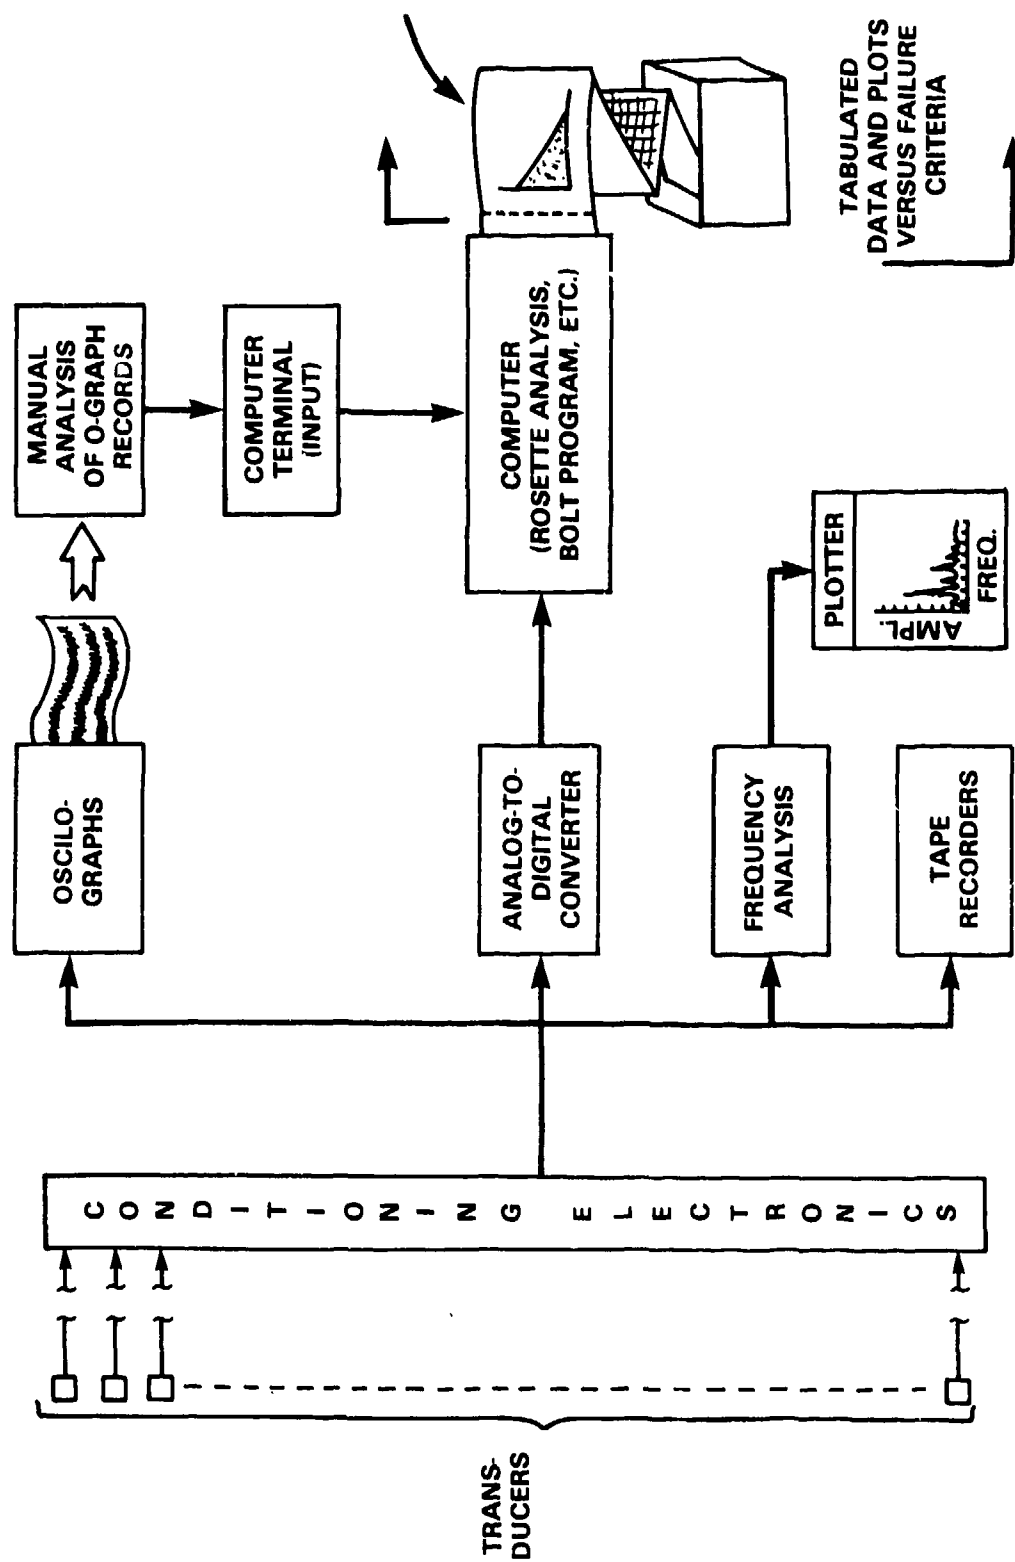 TRANS-
DUCERS
CONDITIONING ELECTRONICS
OSCILO-
GRAPHS
MANUAL
ANALYSIS
OF O-GRAPH
RECORDS
COMPUTER
TERMINAL
(INPUT)
ANALOG-TO-
DIGITAL
CONVERTER
COMPUTER
(ROSETTE ANALYSIS,
BOLT PROGRAM, ETC.)
FREQUENCY
ANALYSIS
PLOTTER
AMPL.
FREQ.
TAPE
RECORDERS
TABULATED
DATA AND PLOTS
VERSUS FAILURE
CRITERIA